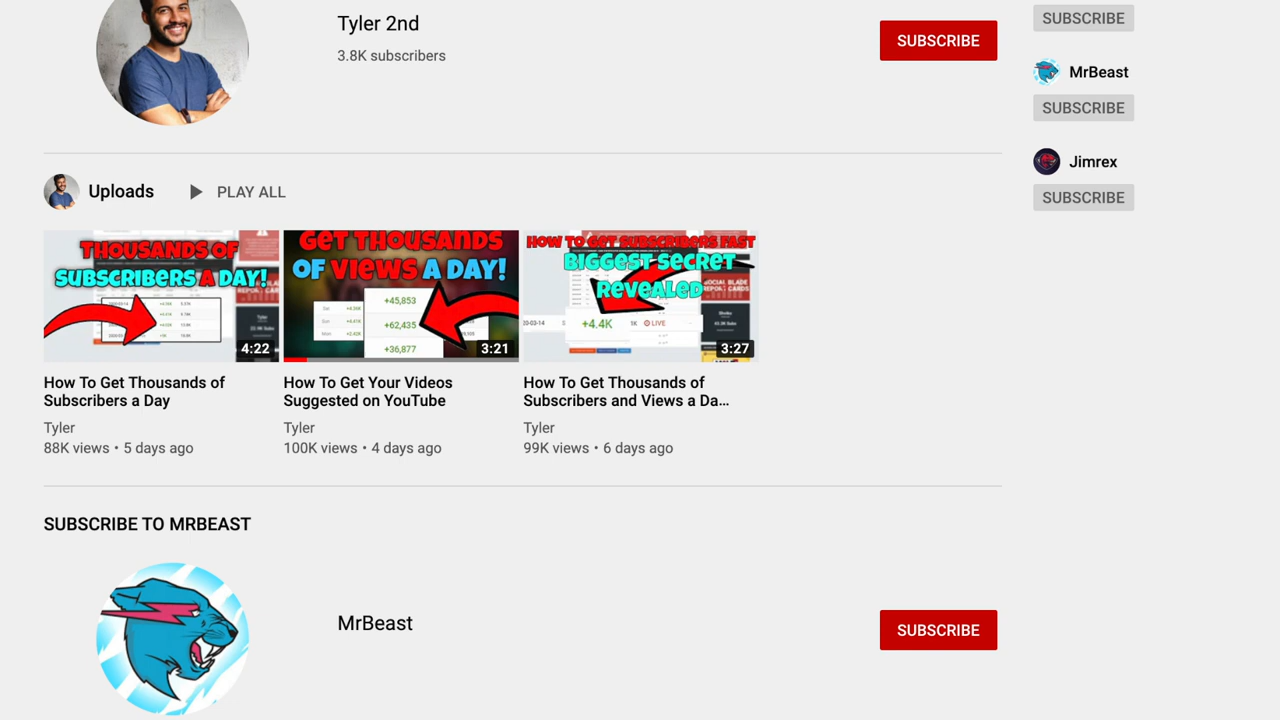 Tyler 2nd
3.8K subscribers
SUBSCRIBE
SUBSCRIBE
MrBeast
SUBSCRIBE
Jimrex
SUBSCRIBE
Uploads
PLAY ALL
THOUSANDS OF
SUBSCRIBERS A DAY!
4:22
GET THOUSANDS
OF VIEWS A DAY!
+45,853
+62,435
+36,877
3:21
HOW TO GET SUBSCRIBERS FAST
BIGGEST SECRET
REVEALED
+4.4K
1K
LIVE
3:27
How To Get Thousands of
Subscribers a Day
Tyler
88K views • 5 days ago
How To Get Your Videos
Suggested on YouTube
Tyler
100K views • 4 days ago
How To Get Thousands of
Subscribers and Views a Da...
Tyler
99K views • 6 days ago
SUBSCRIBE TO MRBEAST
MrBeast
SUBSCRIBE